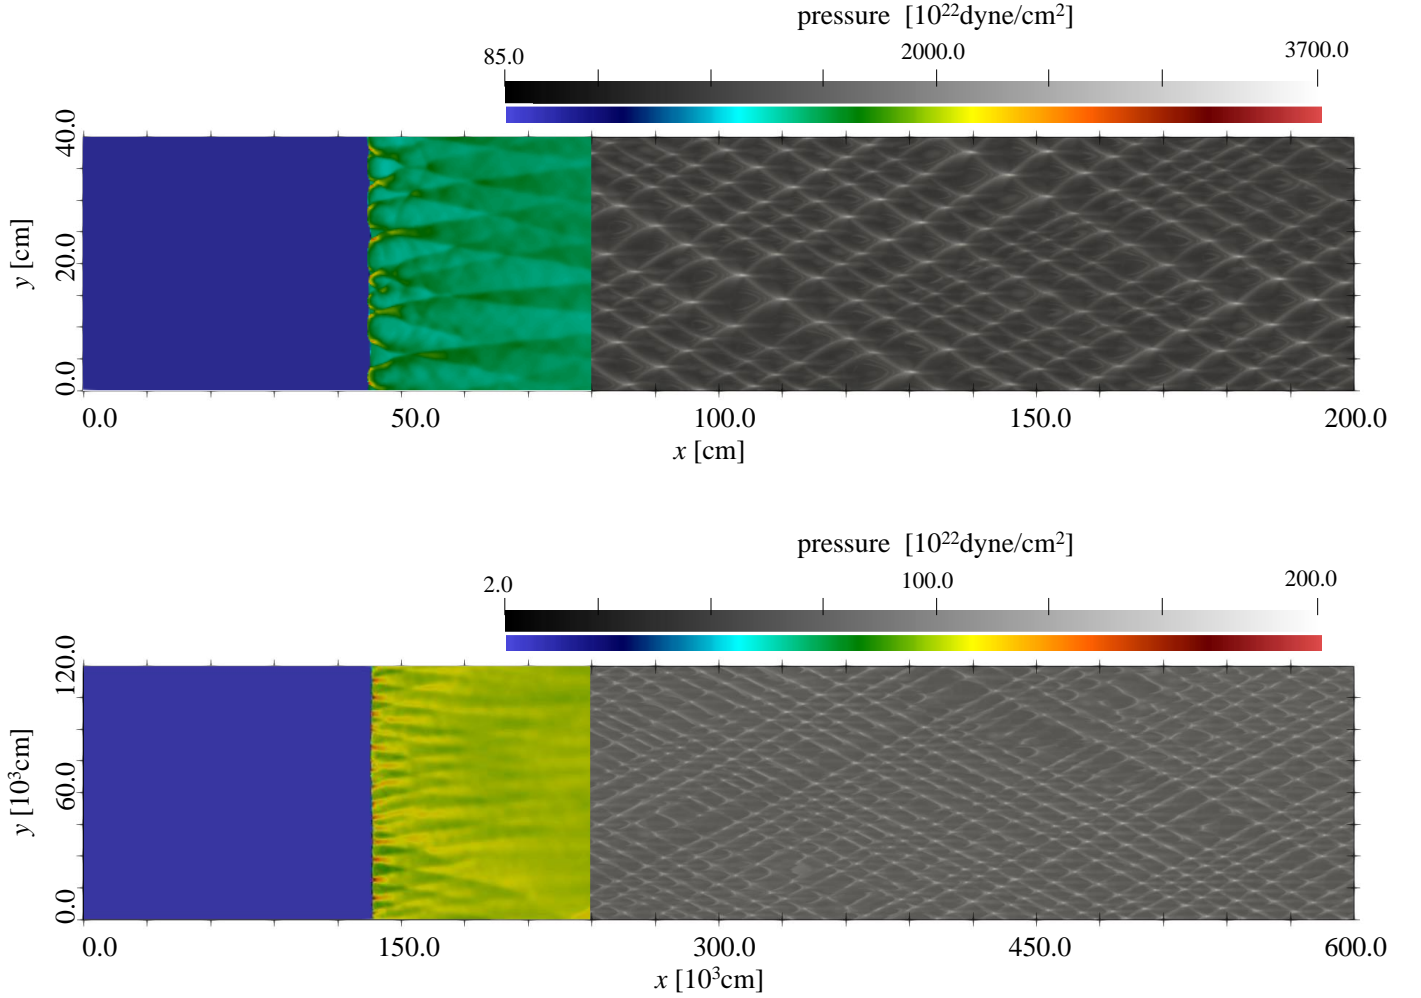 pressure [10²²dyne/cm²]
85.0 2000.0 3700.0
40.0
20.0
0.0
y [cm]
0.0 50.0 100.0 150.0 200.0
x [cm]
pressure [10²²dyne/cm²]
2.0 100.0 200.0
120.0
60.0
0.0
y [10³cm]
0.0 150.0 300.0 450.0 600.0
x [10³cm]